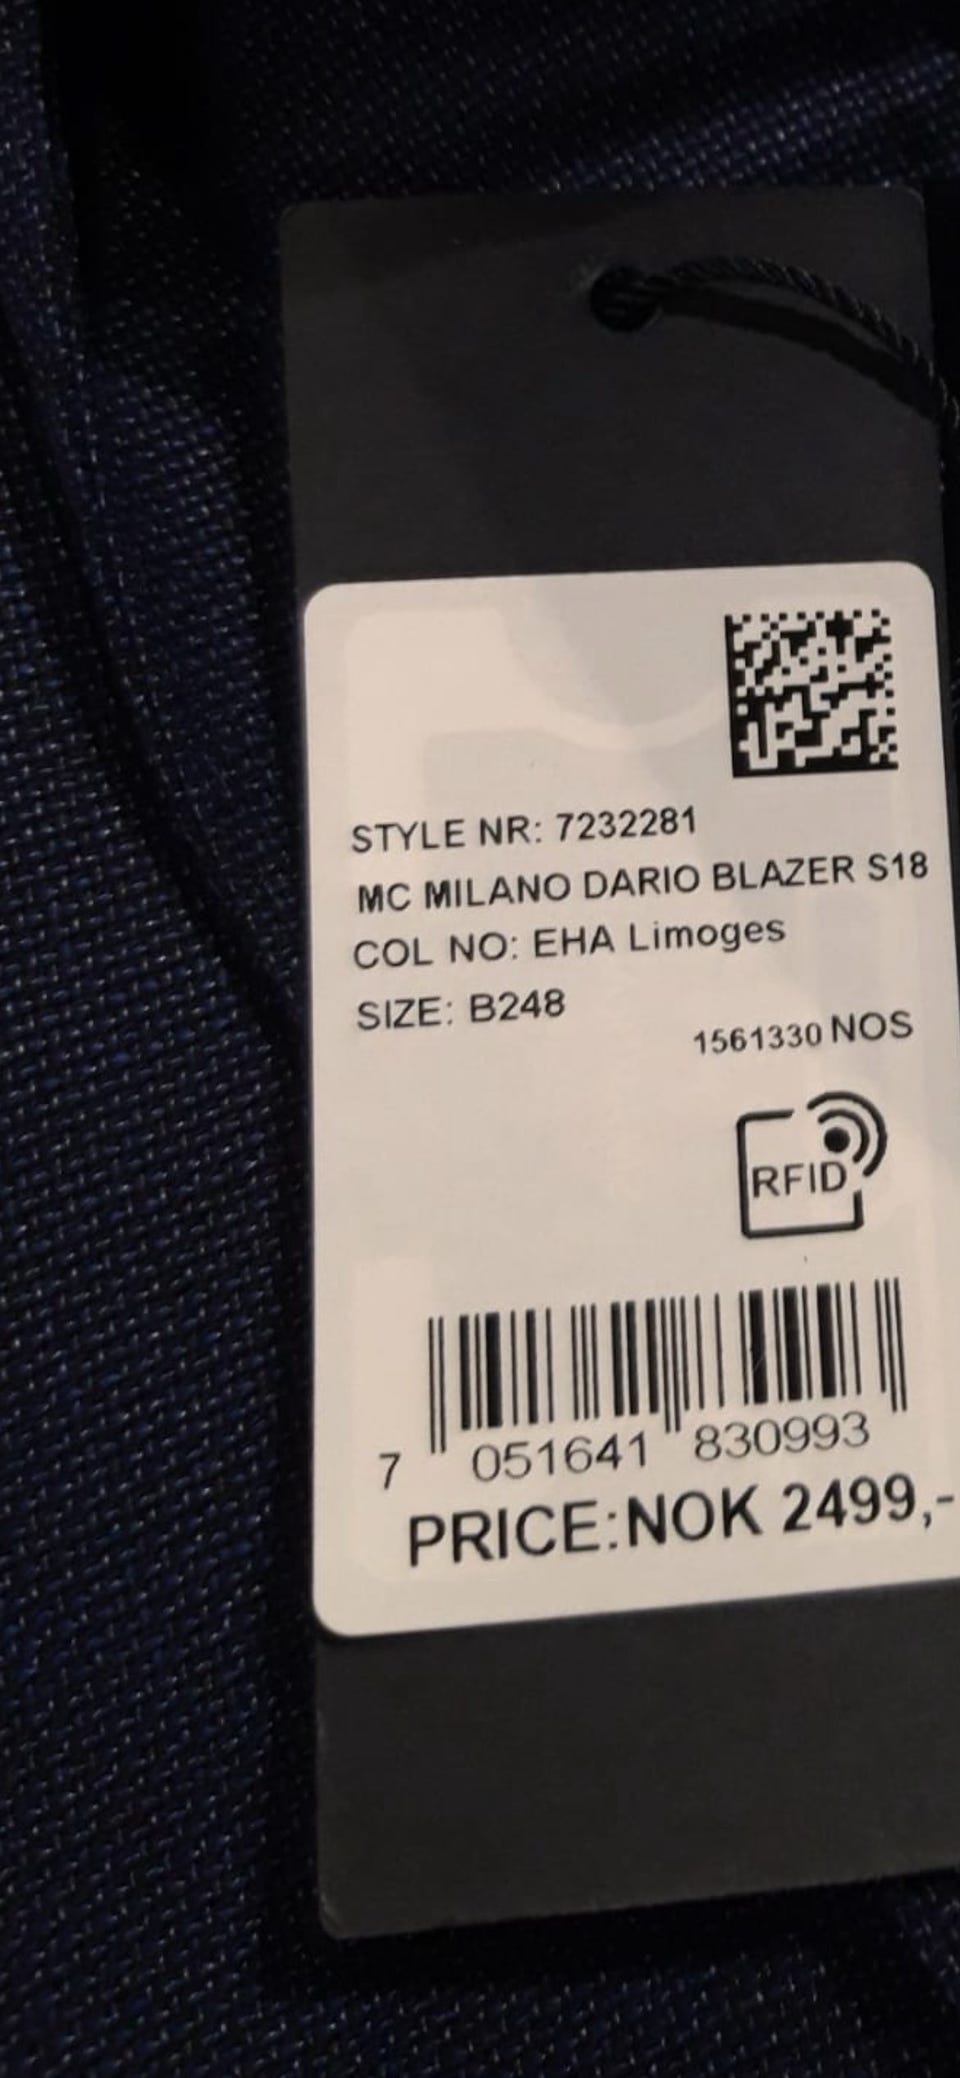 STYLE NR: 7232281
MC MILANO DARIO BLAZER S18
COL NO: EHA Limoges
SIZE: B248
1561330 NOS
RFID
7 051641 830993
PRICE:NOK 2499,-